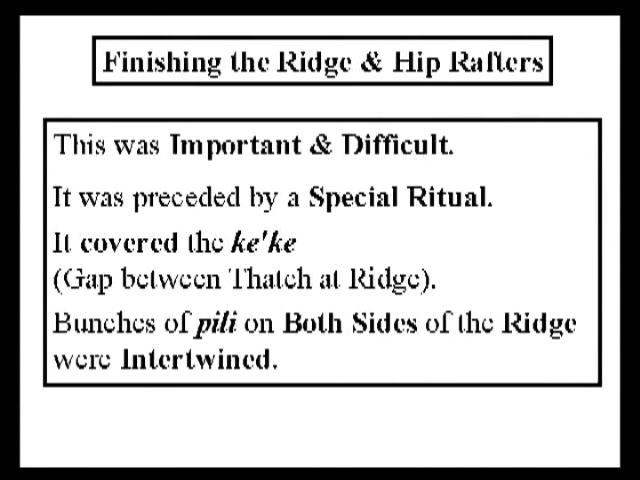 Finishing the Ridge & Hip Rafters
This was Important & Difficult.
It was preceded by a Special Ritual.
It covered the ke'ke
(Gap between Thatch at Ridge).
Bunches of pili on Both Sides of the Ridge
were Intertwined.